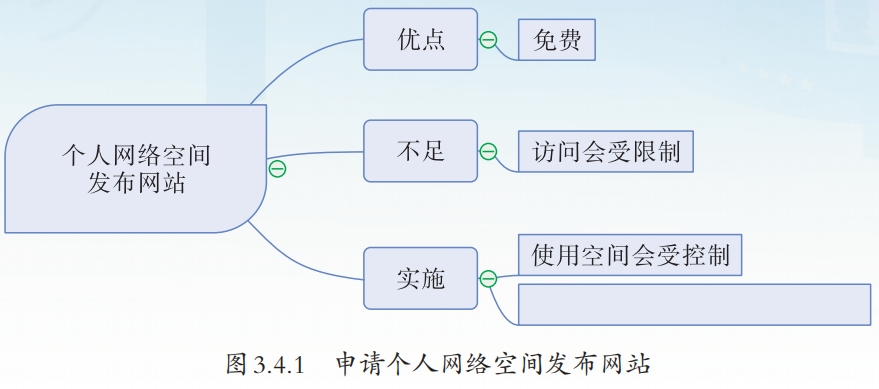 优点
免费
个人网络空间
发布网站
不足
访问会受限制
实施
使用空间会受控制
图3.4.1 申请个人网络空间发布网站